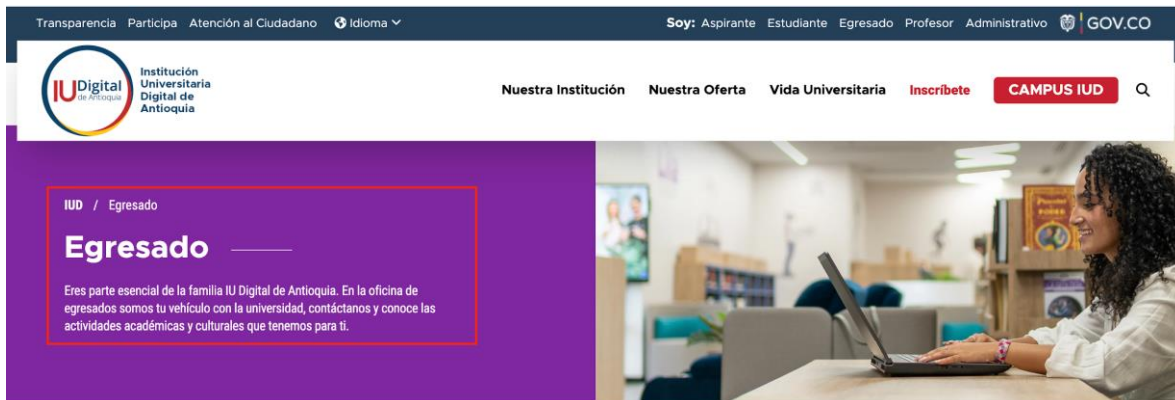 Transparencia Participa Atención al Ciudadano Idioma Soy: Aspirante Estudiante Egresado Profesor Administrativo GOV.CO
IUDigital
de Antioquia
Institución
Universitaria
Digital de
Antioquia
Nuestra Institución Nuestra Oferta Vida Universitaria Inscríbete CAMPUS IUD
IUD / Egresado
Egresado
Eres parte esencial de la familia IU Digital de Antioquia. En la oficina de
egresados somos tu vehículo con la universidad, contáctanos y conoce las
actividades académicas y culturales que tenemos para ti.